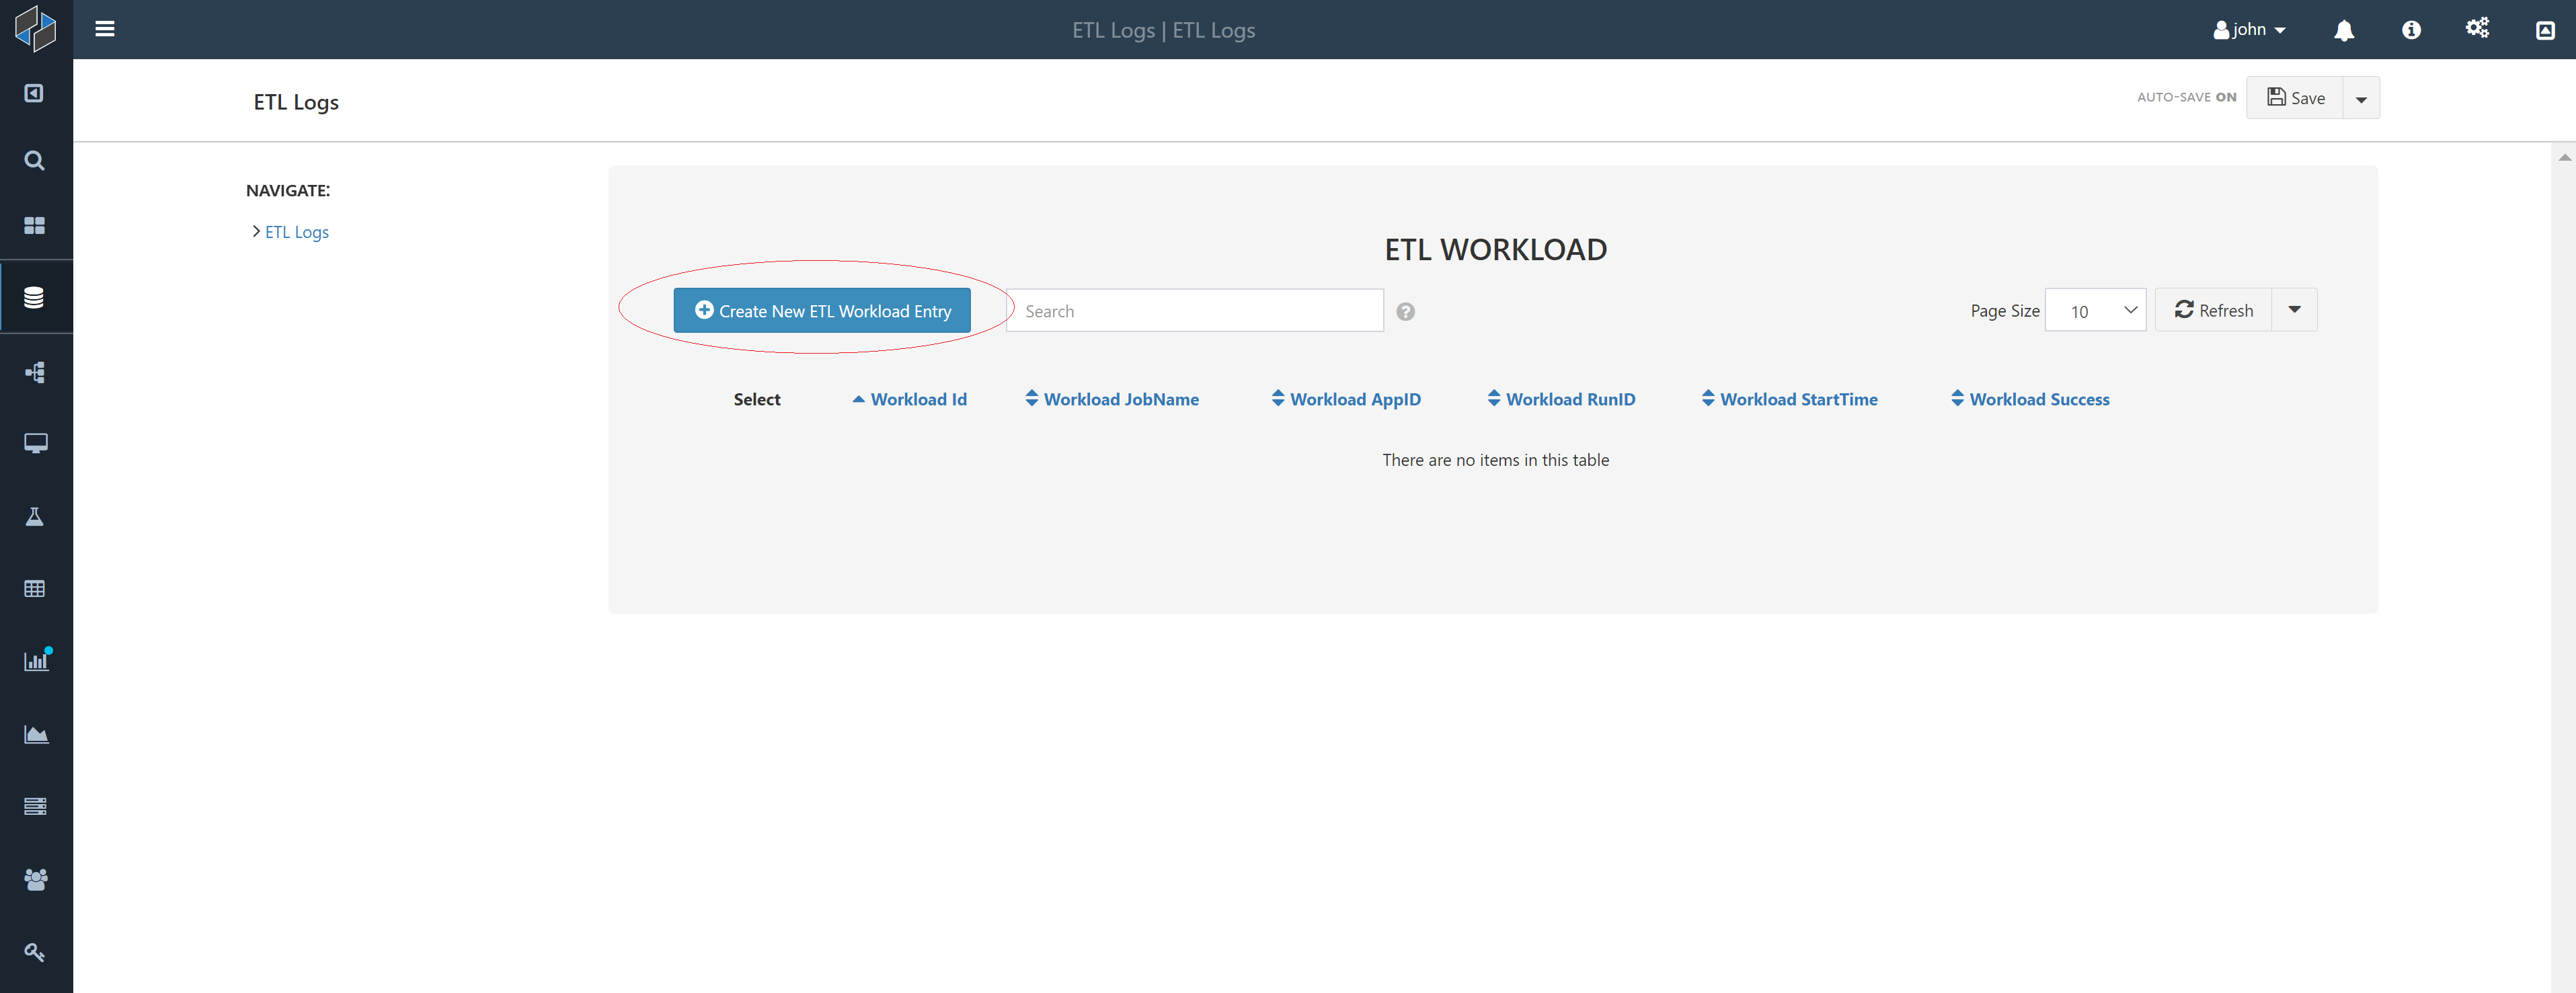 ETL Logs | ETL Logs
john
ETL Logs
AUTO-SAVE ON
Save
NAVIGATE:
ETL Logs
ETL WORKLOAD
Create New ETL Workload Entry
Search
Page Size
10
Refresh
Select
Workload Id
Workload JobName
Workload AppID
Workload RunID
Workload StartTime
Workload Success
There are no items in this table